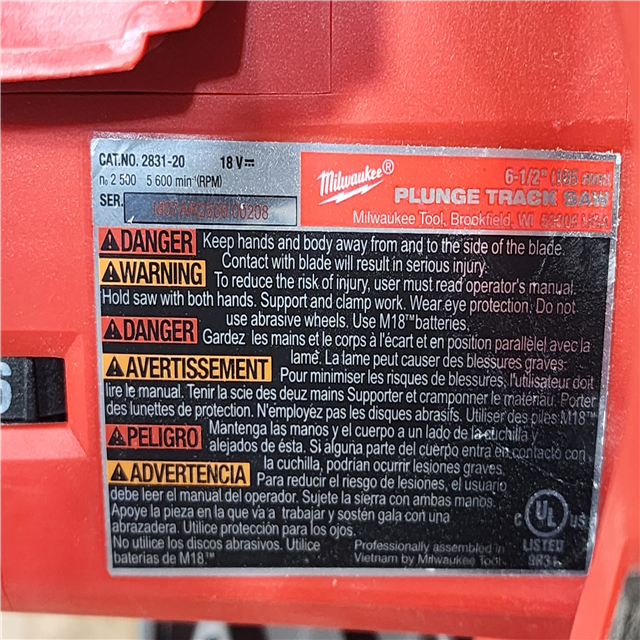 CAT.NO. 2831-20 18 V⎓
n₀ 2 500 5 600 min⁻¹(RPM)
SER.
Milwaukee®
6-1/2" (165 mm)
PLUNGE TRACK SAW
Milwaukee Tool, Brookfield, WI
DANGER Keep hands and body away from and to the side of the blade.
Contact with blade will result in serious injury.
WARNING To reduce the risk of injury, user must read operator's manual.
Hold saw with both hands. Support and clamp work. Wear eye protection. Do not
use abrasive wheels. Use M18™ batteries.
DANGER Gardez les mains et le corps à l'écart et en position parallèle) avec la
lame. La lame peut causer des blessures graves.
AVERTISSEMENT Pour minimiser les risques de blessures, l'utilisateur doit
lire le manual. Tenir la scie des deux mains Supporter et cramponner le matériau. Porter
des lunettes de protection. N'employez pas les disques abrasifs. Utiliser des piles M18™
PELIGRO Mantenga las manos y el cuerpo a un lado de la cuchilla y
alejados de ésta. Si alguna parte del cuerpo entra en contacto con
la cuchilla, podrían ocurrir lesiones graves.
ADVERTENCIA Para reducir el riesgo de lesiones, el usuario
debe leer el manual del operador. Sujete la sierra con ambas manos.
Apoye la pieza en la que va a trabajar y sostén gala con una
abrazadera. Utilice protección para los ojos.
No utilice los discos abrasivos. Utilice
baterías de M18.™
Professionally assembled in
Vietnam by Milwaukee Tool
C UL US
LISTED
6